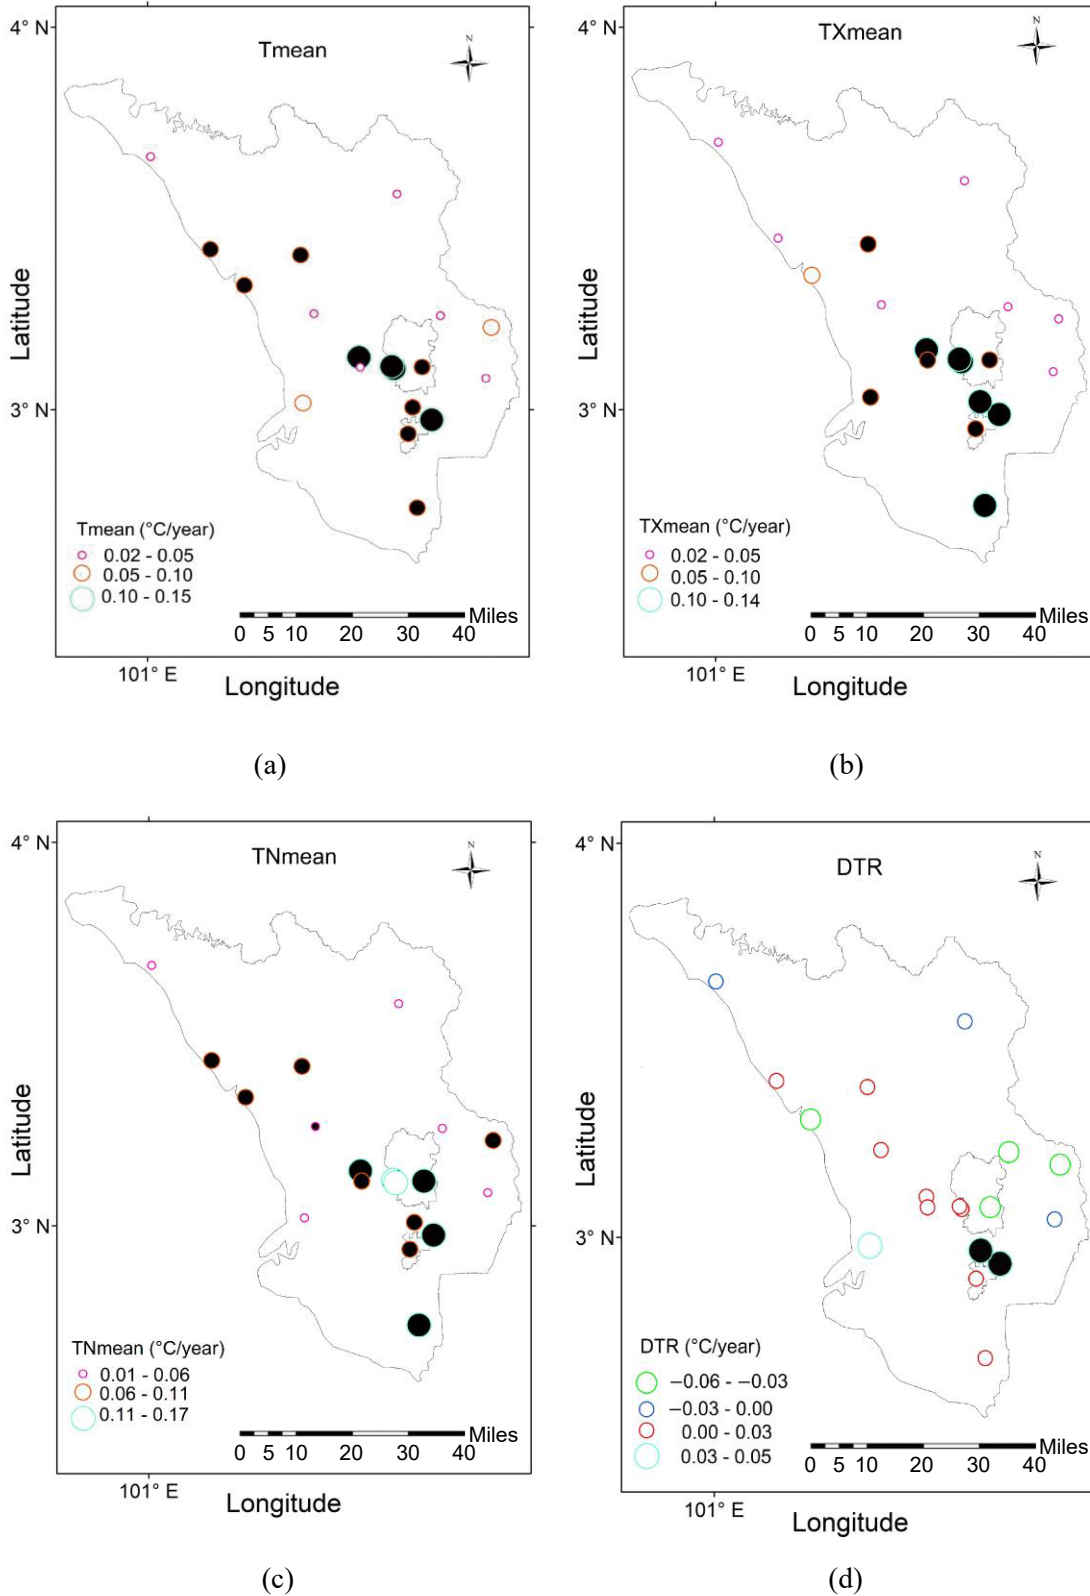 4° N
Tmean
N
Latitude
3° N
Tmean (°C/year)
0.02 - 0.05
0.05 - 0.10
0.10 - 0.15
Miles
0 5 10 20 30 40
101° E
Longitude
(a)
4° N
TXmean
N
Latitude
3° N
TXmean (°C/year)
0.02 - 0.05
0.05 - 0.10
0.10 - 0.14
Miles
0 5 10 20 30 40
101° E
Longitude
(b)
4° N
TNmean
N
Latitude
3° N
TNmean (°C/year)
0.01 - 0.06
0.06 - 0.11
0.11 - 0.17
Miles
0 5 10 20 30 40
101° E
Longitude
(c)
4° N
DTR
N
Latitude
3° N
DTR (°C/year)
−0.06 - −0.03
−0.03 - 0.00
0.00 - 0.03
0.03 - 0.05
Miles
0 5 10 20 30 40
101° E
Longitude
(d)